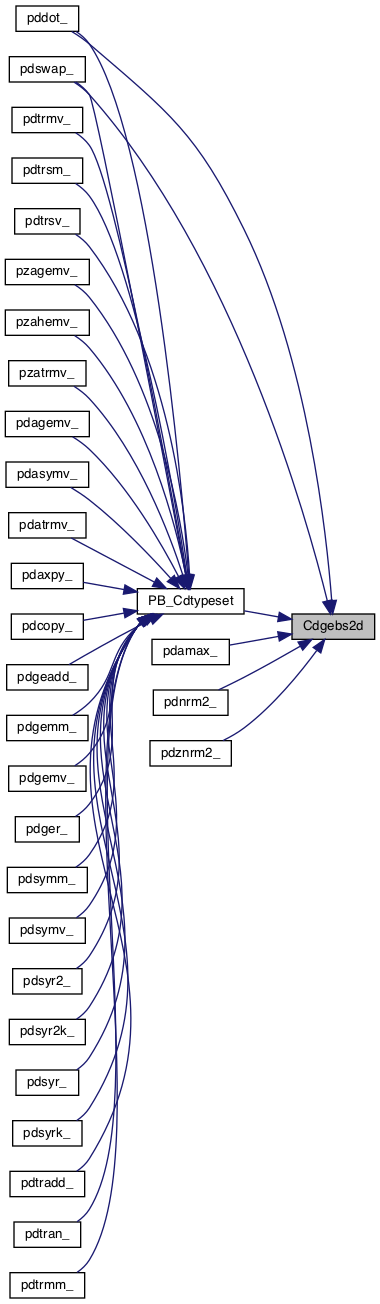 pddot_
pdswap_
pdtrmv_
pdtrsm_
pdtrsv_
pzagemv_
pzahemv_
pzatrmv_
pdagemv_
pdasymv_
pdatrmv_
pdaxpy_
pdcopy_
pdgeadd_
pdgemm_
pdgemv_
pdger_
pdsymm_
pdsymv_
pdsyr2_
pdsyr2k_
pdsyr_
pdsyrk_
pdtradd_
pdtran_
pdtrmm_
PB_Cdtypeset
pdamax_
pdnrm2_
pdznrm2_
Cdgebs2d